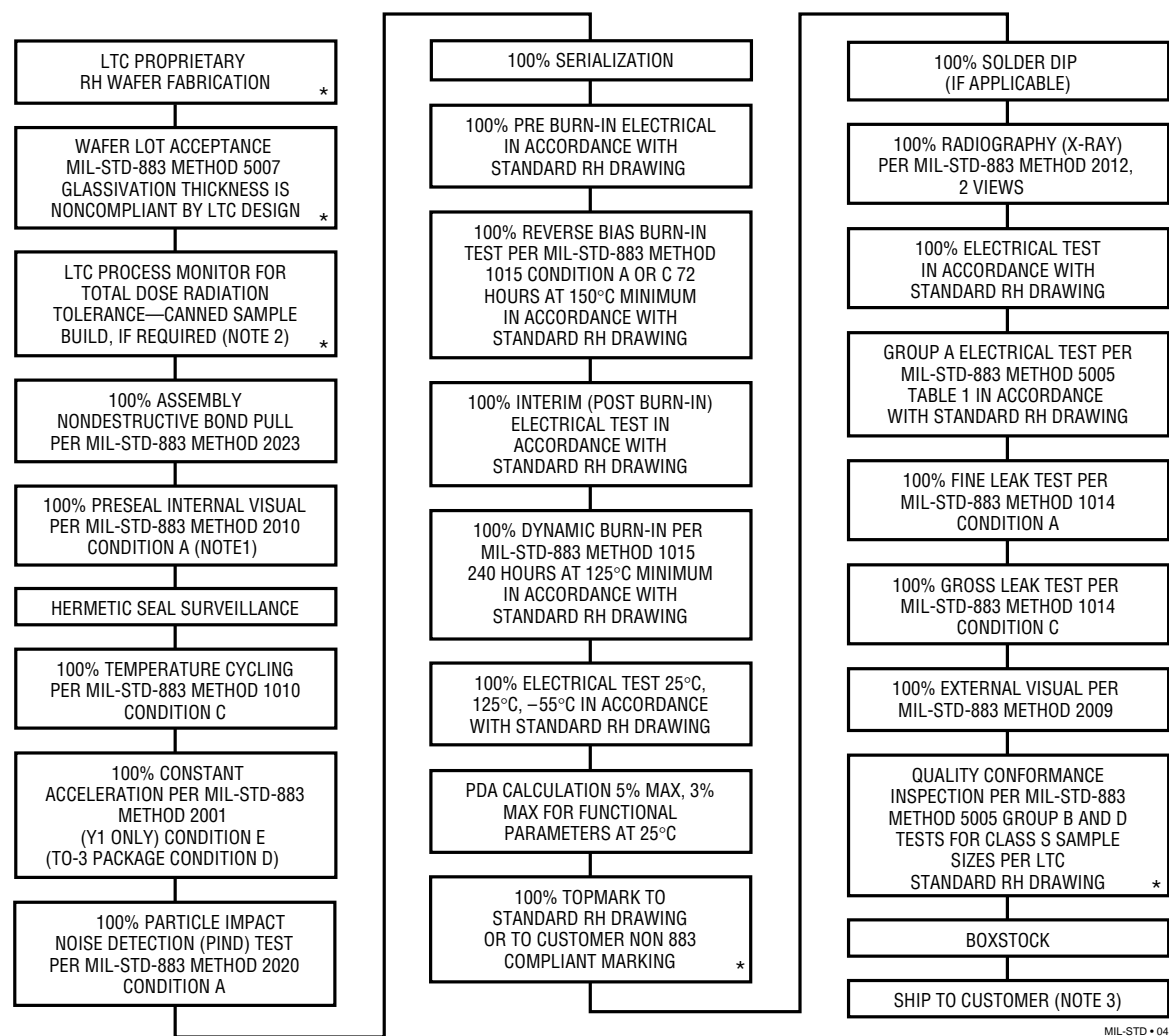 LTC PROPRIETARY
RH WAFER FABRICATION *
WAFER LOT ACCEPTANCE
MIL-STD-883 METHOD 5007
GLASSIVATION THICKNESS IS
NONCOMPLIANT BY LTC DESIGN *
LTC PROCESS MONITOR FOR
TOTAL DOSE RADIATION
TOLERANCE—CANNED SAMPLE
BUILD, IF REQUIRED (NOTE 2) *
100% ASSEMBLY
NONDESTRUCTIVE BOND PULL
PER MIL-STD-883 METHOD 2023
100% PRESEAL INTERNAL VISUAL
PER MIL-STD-883 METHOD 2010
CONDITION A (NOTE1)
HERMETIC SEAL SURVEILLANCE
100% TEMPERATURE CYCLING
PER MIL-STD-883 METHOD 1010
CONDITION C
100% CONSTANT
ACCELERATION PER MIL-STD-883
METHOD 2001
(Y1 ONLY) CONDITION E
(TO-3 PACKAGE CONDITION D)
100% PARTICLE IMPACT
NOISE DETECTION (PIND) TEST
PER MIL-STD-883 METHOD 2020
CONDITION A
100% SERIALIZATION
100% PRE BURN-IN ELECTRICAL
IN ACCORDANCE WITH
STANDARD RH DRAWING
100% REVERSE BIAS BURN-IN
TEST PER MIL-STD-883 METHOD
1015 CONDITION A OR C 72
HOURS AT 150°C MINIMUM
IN ACCORDANCE WITH
STANDARD RH DRAWING
100% INTERIM (POST BURN-IN)
ELECTRICAL TEST IN
ACCORDANCE WITH
STANDARD RH DRAWING
100% DYNAMIC BURN-IN PER
MIL-STD-883 METHOD 1015
240 HOURS AT 125°C MINIMUM
IN ACCORDANCE WITH
STANDARD RH DRAWING
100% ELECTRICAL TEST 25°C,
125°C, –55°C IN ACCORDANCE
WITH STANDARD RH DRAWING
PDA CALCULATION 5% MAX, 3%
MAX FOR FUNCTIONAL
PARAMETERS AT 25°C
100% TOPMARK TO
STANDARD RH DRAWING
OR TO CUSTOMER NON 883
COMPLIANT MARKING *
100% SOLDER DIP
(IF APPLICABLE)
100% RADIOGRAPHY (X-RAY)
PER MIL-STD-883 METHOD 2012,
2 VIEWS
100% ELECTRICAL TEST
IN ACCORDANCE WITH
STANDARD RH DRAWING
GROUP A ELECTRICAL TEST PER
MIL-STD-883 METHOD 5005
TABLE 1 IN ACCORDANCE
WITH STANDARD RH DRAWING
100% FINE LEAK TEST PER
MIL-STD-883 METHOD 1014
CONDITION A
100% GROSS LEAK TEST PER
MIL-STD-883 METHOD 1014
CONDITION C
100% EXTERNAL VISUAL PER
MIL-STD-883 METHOD 2009
QUALITY CONFORMANCE
INSPECTION PER MIL-STD-883
METHOD 5005 GROUP B AND D
TESTS FOR CLASS S SAMPLE
SIZES PER LTC
STANDARD RH DRAWING *
BOXSTOCK
SHIP TO CUSTOMER (NOTE 3)
MIL-STD • 04